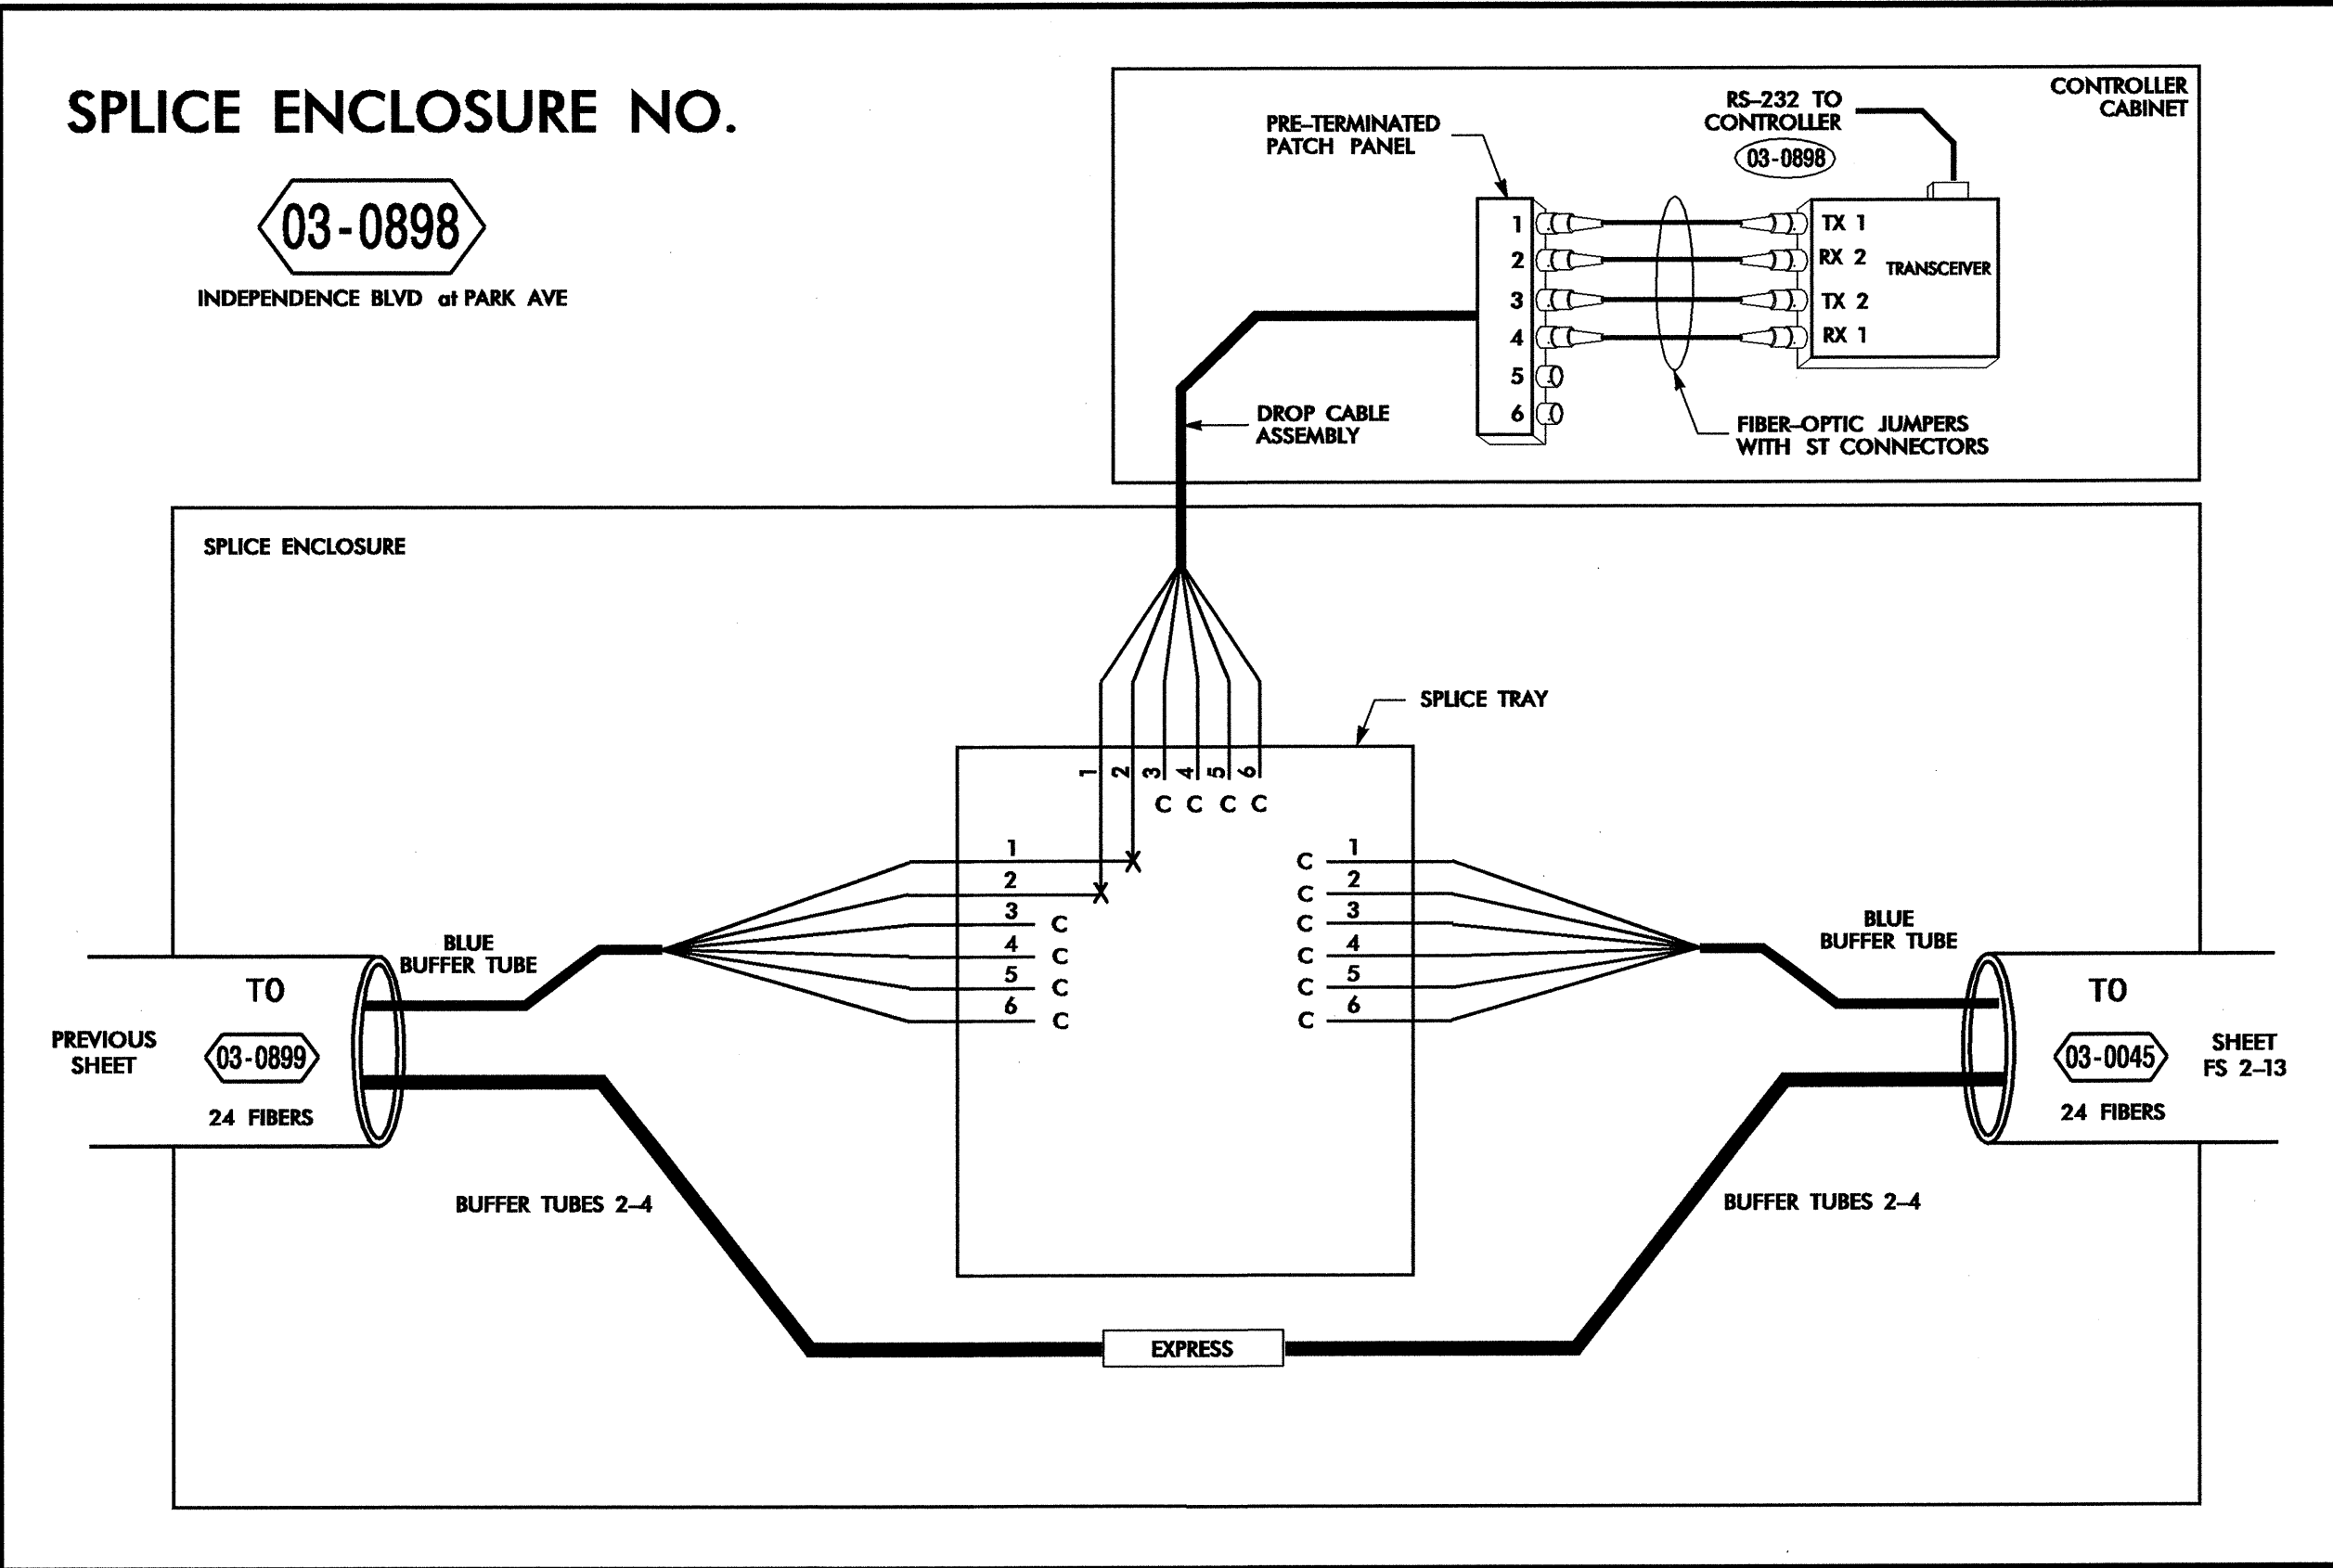 SPLICE ENCLOSURE NO.
03-0898
INDEPENDENCE BLVD at PARK AVE
CONTROLLER
CABINET
RS-232 TO
CONTROLLER
03-0898
PRE-TERMINATED
PATCH PANEL
1
2
3
4
5
6
TX 1
RX 2
TX 2
RX 1
TRANSCEIVER
DROP CABLE
ASSEMBLY
FIBER-OPTIC JUMPERS
WITH ST CONNECTORS
SPLICE ENCLOSURE
SPLICE TRAY
1 2 3 4 5 6
C C C C
1
2
3 C
4 C
5 C
6 C
C 1
C 2
C 3
C 4
C 5
C 6
BLUE
BUFFER TUBE
BLUE
BUFFER TUBE
PREVIOUS
SHEET
TO
03-0899
24 FIBERS
TO
03-0045
24 FIBERS
SHEET
FS 2-13
BUFFER TUBES 2-4
BUFFER TUBES 2-4
EXPRESS